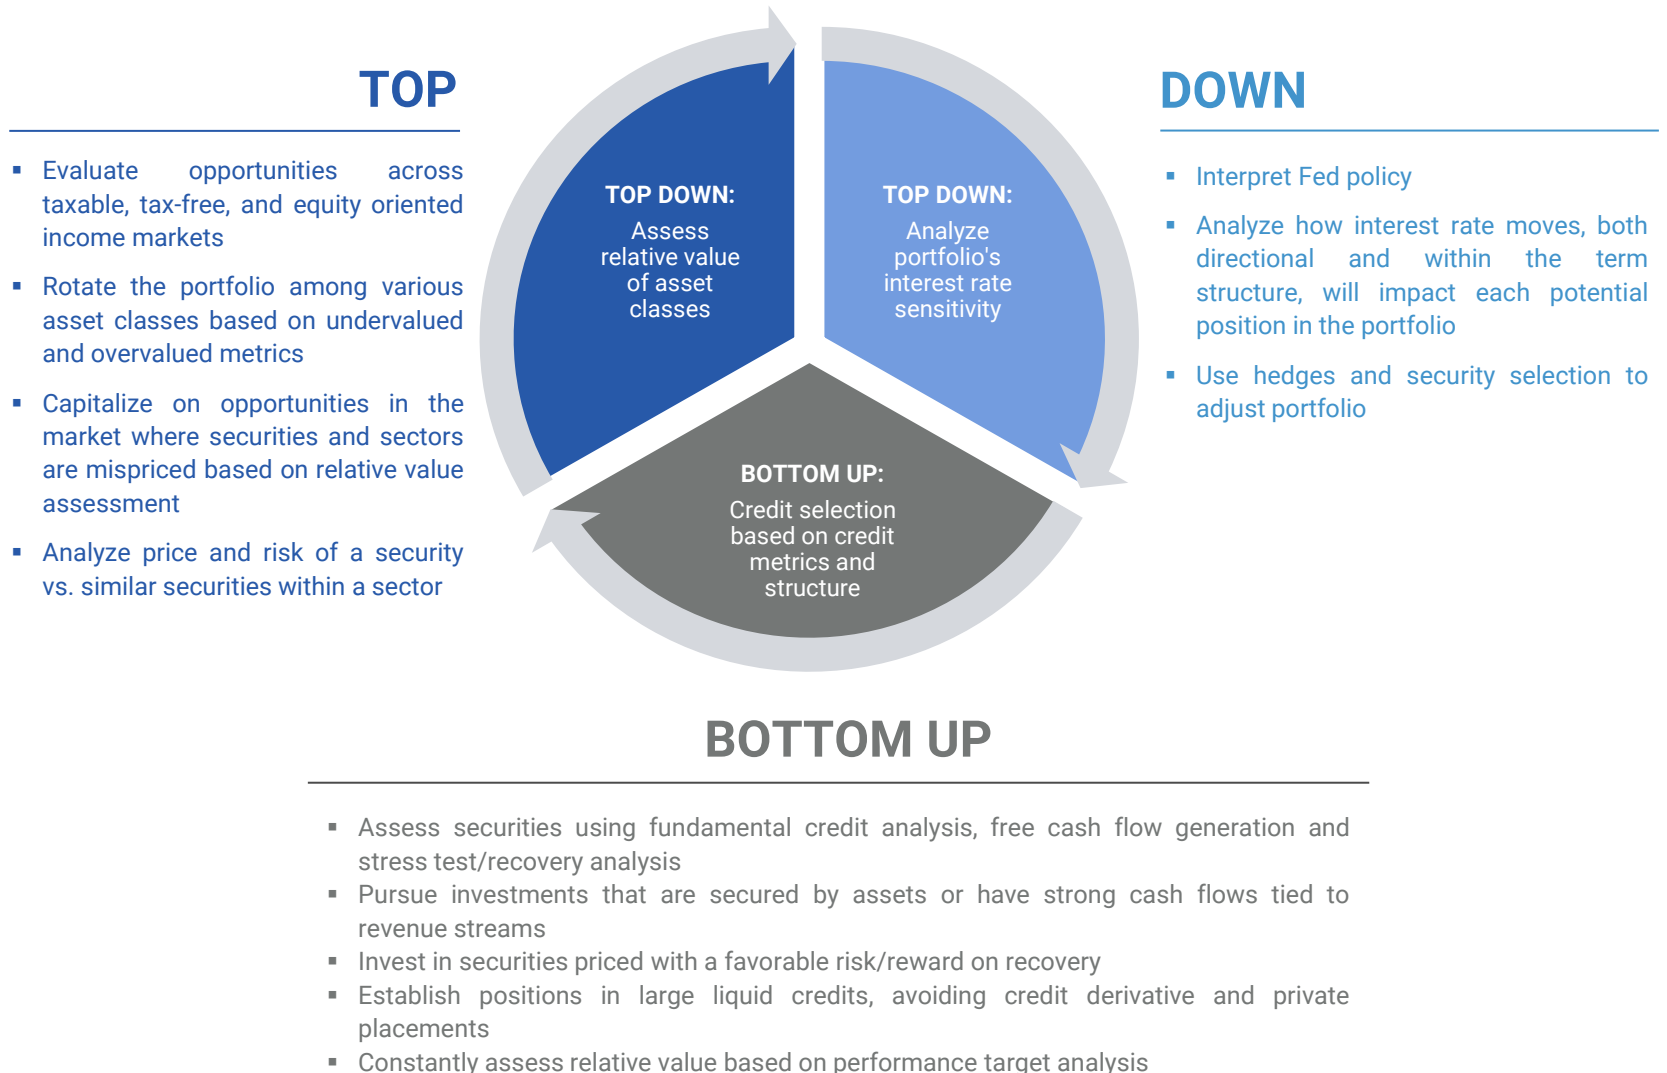 TOP
▪ Evaluate opportunities across
taxable, tax-free, and equity oriented
income markets
▪ Rotate the portfolio among various
asset classes based on undervalued
and overvalued metrics
▪ Capitalize on opportunities in the
market where securities and sectors
are mispriced based on relative value
assessment
▪ Analyze price and risk of a security
vs. similar securities within a sector
TOP DOWN:
Assess
relative value
of asset
classes
TOP DOWN:
Analyze
portfolio's
interest rate
sensitivity
BOTTOM UP:
Credit selection
based on credit
metrics and
structure
DOWN
▪ Interpret Fed policy
▪ Analyze how interest rate moves, both
directional and within the term
structure, will impact each potential
position in the portfolio
▪ Use hedges and security selection to
adjust portfolio
BOTTOM UP
▪ Assess securities using fundamental credit analysis, free cash flow generation and
stress test/recovery analysis
▪ Pursue investments that are secured by assets or have strong cash flows tied to
revenue streams
▪ Invest in securities priced with a favorable risk/reward on recovery
▪ Establish positions in large liquid credits, avoiding credit derivative and private
placements
▪ Constantly assess relative value based on performance target analysis